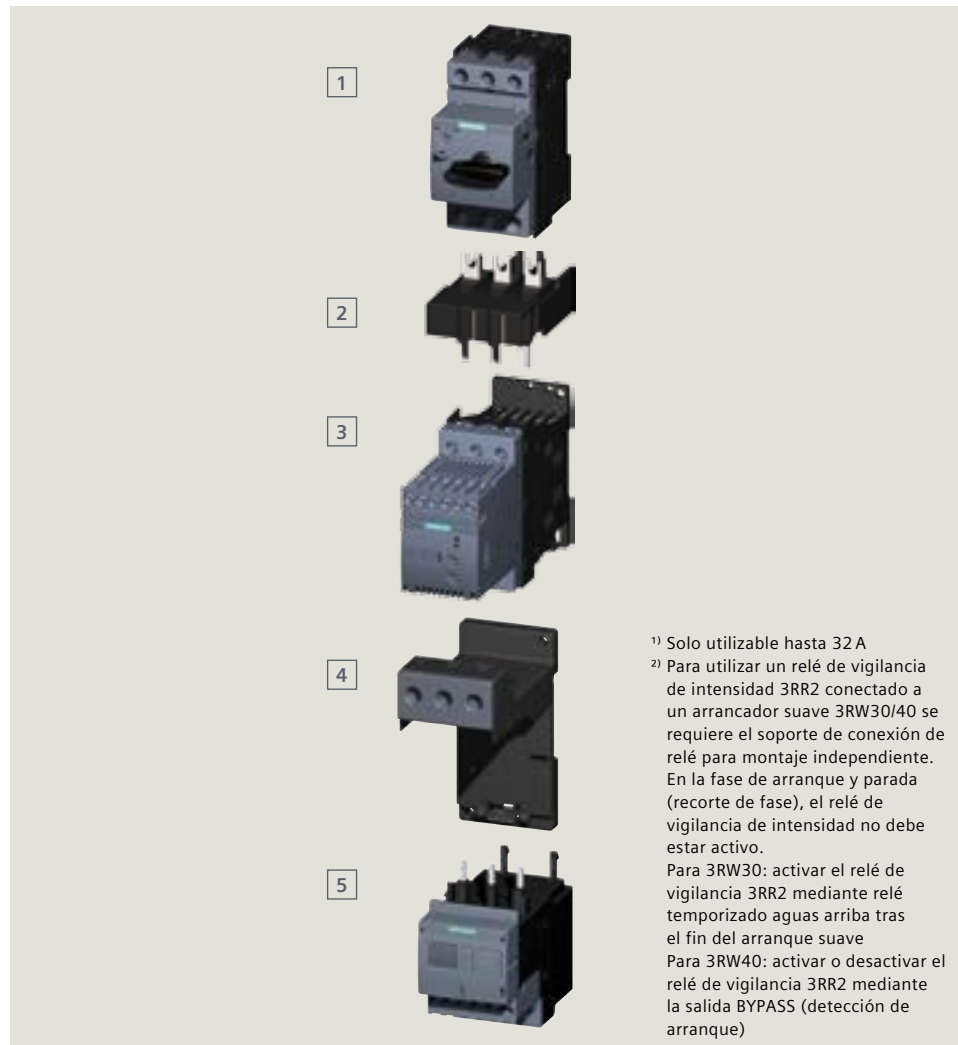 1
2
3
4
5
¹⁾ Solo utilizable hasta 32 A
²⁾ Para utilizar un relé de vigilancia
de intensidad 3RR2 conectado a
un arrancador suave 3RW30/40 se
requiere el soporte de conexión de
relé para montaje independiente.
En la fase de arranque y parada
(recorte de fase), el relé de
vigilancia de intensidad no debe
estar activo.
Para 3RW30: activar el relé de
vigilancia 3RR2 mediante relé
temporizado aguas arriba tras
el fin del arranque suave
Para 3RW40: activar o desactivar el
relé de vigilancia 3RR2 mediante
la salida BYPASS (detección de
arranque)